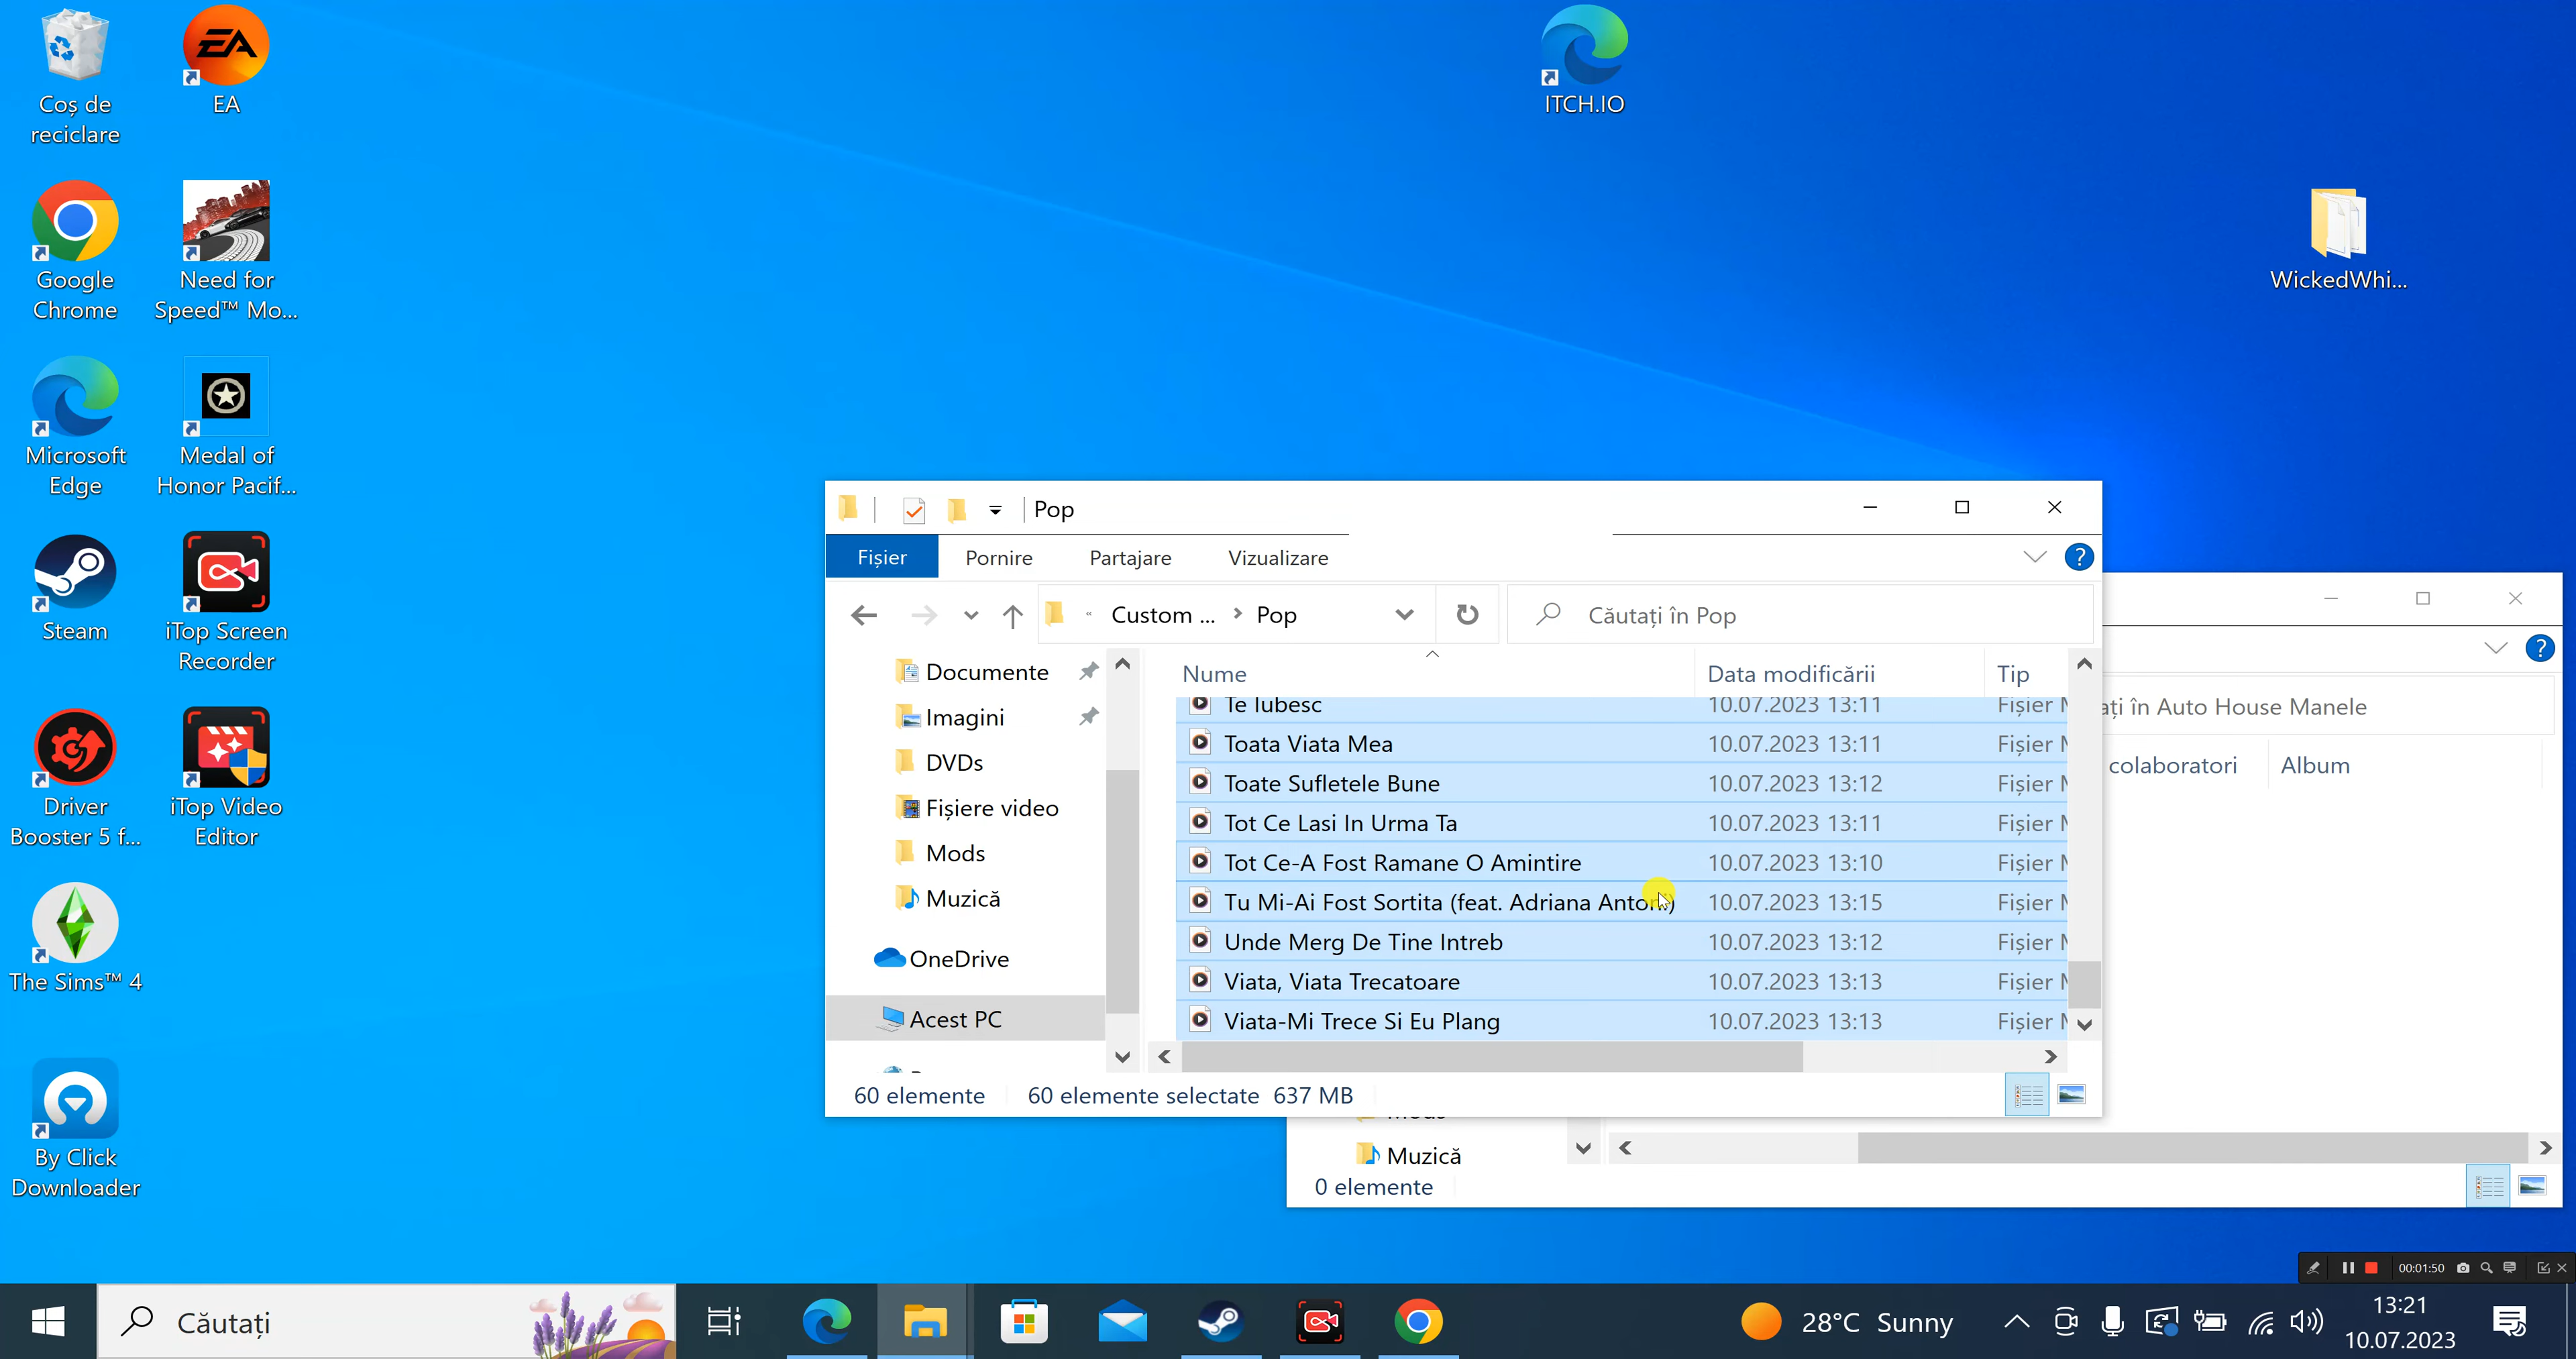 Coș de
reciclare
EA
ITCH.IO
Google
Chrome
Need for
Speed™ Mo...
WickedWhi...
Microsoft
Edge
Medal of
Honor Pacif...
Steam
iTop Screen
Recorder
Driver
Booster 5 f...
iTop Video
Editor
The Sims™ 4
By Click
Downloader
Pop
Fișier
Pornire
Partajare
Vizualizare
« Custom ... > Pop
Căutați în Pop
Documente
Imagini
DVDs
Fișiere video
Mods
Muzică
OneDrive
Acest PC
Nume
Data modificării
Tip
Te Iubesc 10.07.2023 13:11 Fișier
Toata Viata Mea 10.07.2023 13:11 Fișier
Toate Sufletele Bune 10.07.2023 13:12 Fișier
Tot Ce Lasi In Urma Ta 10.07.2023 13:11 Fișier
Tot Ce-A Fost Ramane O Amintire 10.07.2023 13:10 Fișier
Tu Mi-Ai Fost Sortita (feat. Adriana 10.07.2023 13:15 Fișier
Unde Merg De Tine Intreb 10.07.2023 13:12 Fișier
Viata, Viata Trecatoare 10.07.2023 13:13 Fișier
Viata-Mi Trece Si Eu Plang 10.07.2023 13:13 Fișier
60 elemente
60 elemente selectate 637 MB
în Auto House Manele
colaboratori
Album
Muzică
0 elemente
00:01:50
Căutați
28°C Sunny
13:21
10.07.2023